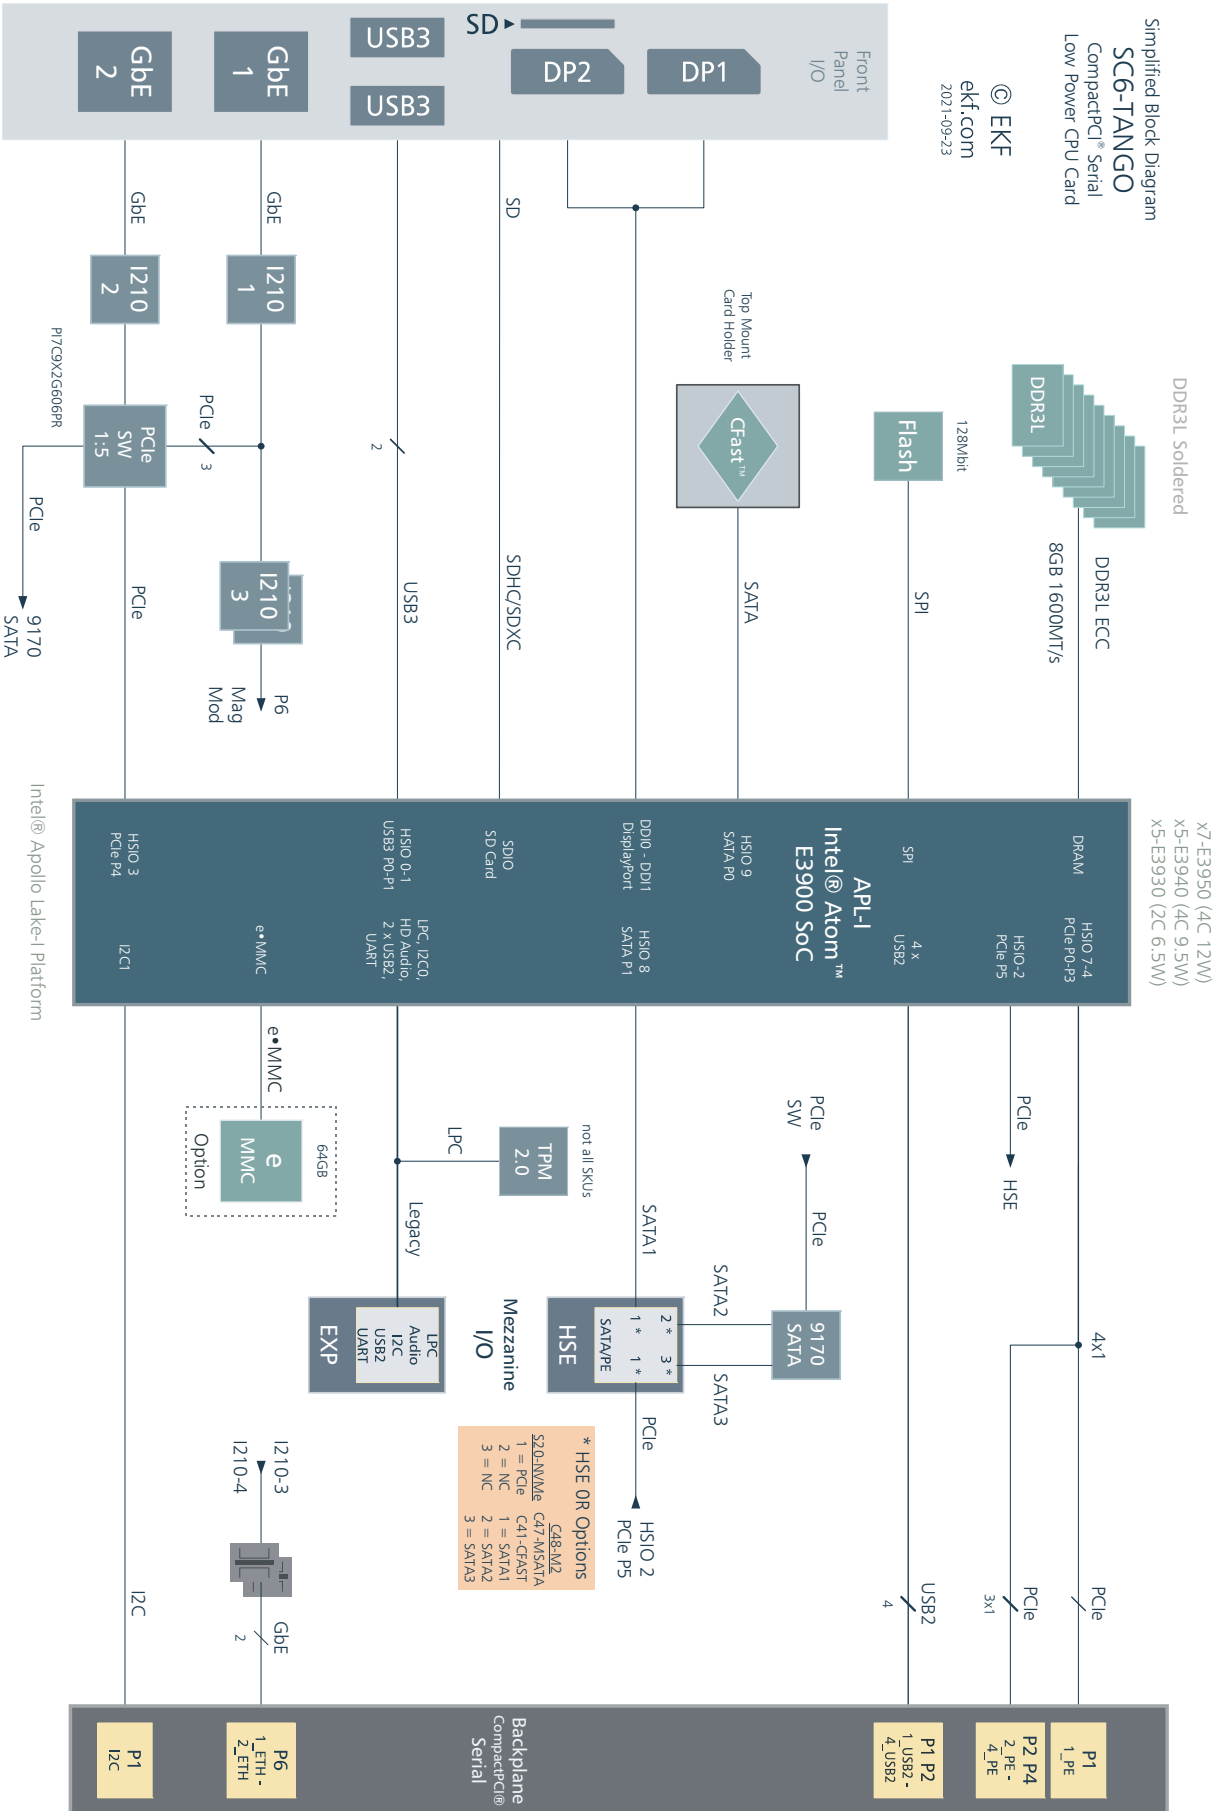 Simplified Block Diagram
SC6-TANGO
CompactPCI® Serial
Low Power CPU Card
© EKF
ekf.com
2021-09-23
Front
Panel
I/O
DP1
DP2
SD
USB3
USB3
GbE
1
GbE
2
DDR3L Soldered
DDR3L
DDR3L ECC
8GB 1600MT/s
128Mbit
Flash
SPI
Top Mount
Card Holder
CFast™
SATA
SD
SDHC/SDXC
2
USB3
GbE
I210
1
GbE
I210
2
PI7C9X2G606PR
PCIe
SW
1:5
PCIe
3
PCIe
9170
SATA
PCIe
I210
3
P6
Mag
Mod
x7-E3950 (4C 12W)
x5-E3940 (4C 9.5W)
x5-E3930 (2C 6.5W)
APL-I
Intel® Atom™
E3900 SoC
DRAM
HSIO 7-4
PCIe P0-P3
HSIO-2
PCIe P5
SPI
4 x
USB2
HSIO 9
SATA P0
DDI0 - DDI1
DisplayPort
HSIO 8
SATA P1
SDIO
SD Card
HSIO 0-1
USB3 P0-P1
LPC, I2C0,
HD Audio,
2 x USB2,
UART
e•MMC
HSIO 3
PCIe P4
I2C1
Intel® Apollo Lake-I Platform
PCIe
HSE
4x1
PCIe
PCIe
3x1
USB2
4
PCIe
SW
PCIe
9170
SATA
SATA2
SATA3
SATA1
2 *
3 *
1 *
1 *
SATA/PE
HSE
PCIe
HSIO 2
PCIe P5
Mezzanine
I/O
not all SKUs
TPM
2.0
LPC
Legacy
LPC
Audio
I2C
USB2
UART
EXP
* HSE 0R Options
S20-NVMe
1 = PCIe
2 = NC
3 = NC
C48-M2
C47-MSATA
C41-CFAST
1 = SATA1
2 = SATA2
3 = SATA3
e•MMC
64GB
e
MMC
Option
I210-3
I210-4
GbE
2
I2C
Backplane
CompactPCI®
Serial
P1
1_PE
P2 P4
2_PE -
4_PE
P1 P2
1_USB2 -
4_USB2
P6
1_ETH -
2_ETH
P1
I2C